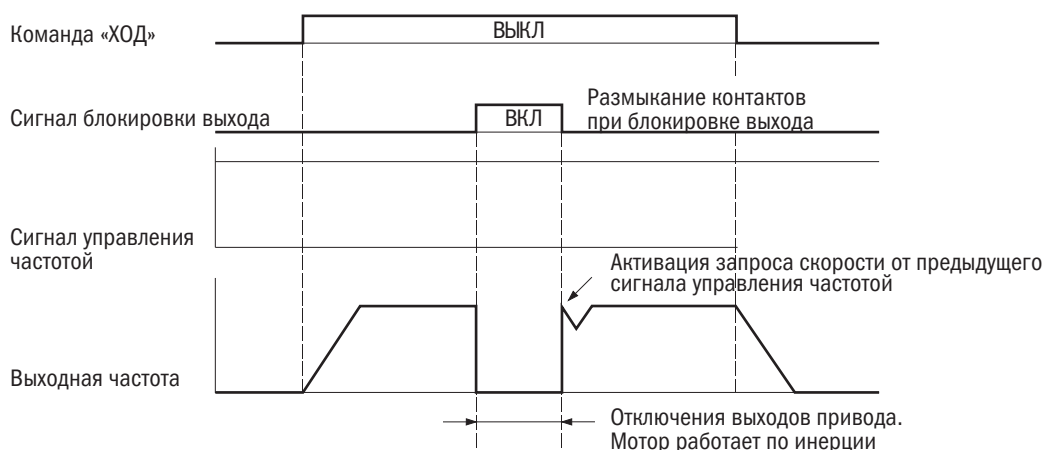 Команда «ХОД»
ВЫКЛ
Сигнал блокировки выхода
ВКЛ
Размыкание контактов
при блокировке выхода
Сигнал управления
частотой
Активация запроса скорости от предыдущего
сигнала управления частотой
Выходная частота
Отключения выходов привода.
Мотор работает по инерции